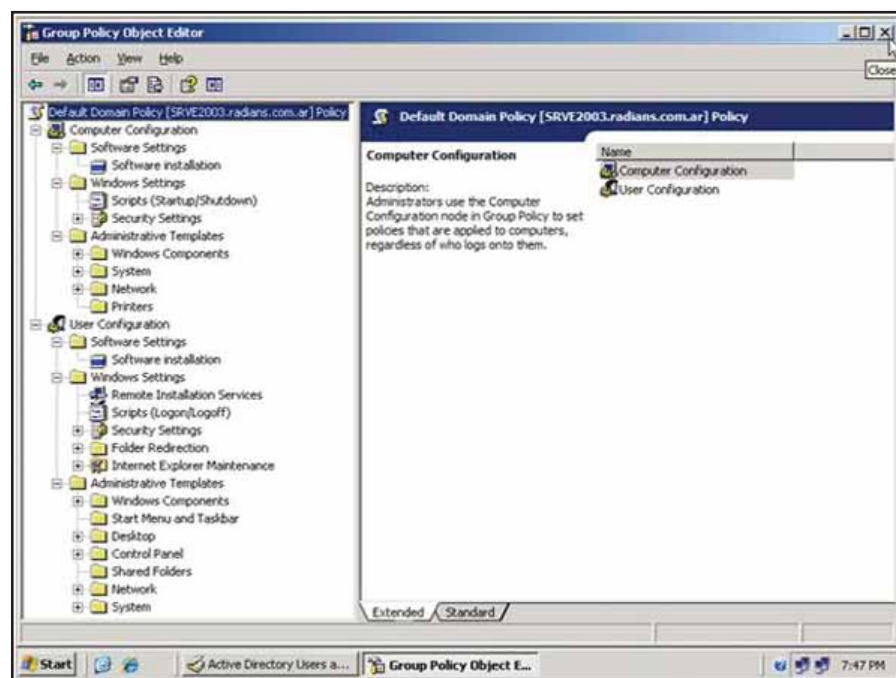 Group Policy Object Editor
File Action View Help
Close
Default Domain Policy [SRVE2003.radians.com.ar] Policy
Computer Configuration
Software Settings
Software installation
Windows Settings
Scripts (Startup/Shutdown)
Security Settings
Administrative Templates
Windows Components
System
Network
Printers
User Configuration
Software Settings
Software installation
Windows Settings
Remote Installation Services
Scripts (Logon/Logoff)
Security Settings
Folder Redirection
Internet Explorer Maintenance
Administrative Templates
Windows Components
Start Menu and Taskbar
Desktop
Control Panel
Shared Folders
Network
System
Default Domain Policy [SRVE2003.radians.com.ar] Policy
Computer Configuration
Description:
Administrators use the Computer
Configuration node in Group Policy to set
policies that are applied to computers,
regardless of who logs onto them.
Name
Computer Configuration
User Configuration
Extended Standard
Start Active Directory Users a... Group Policy Object E... 7:47 PM